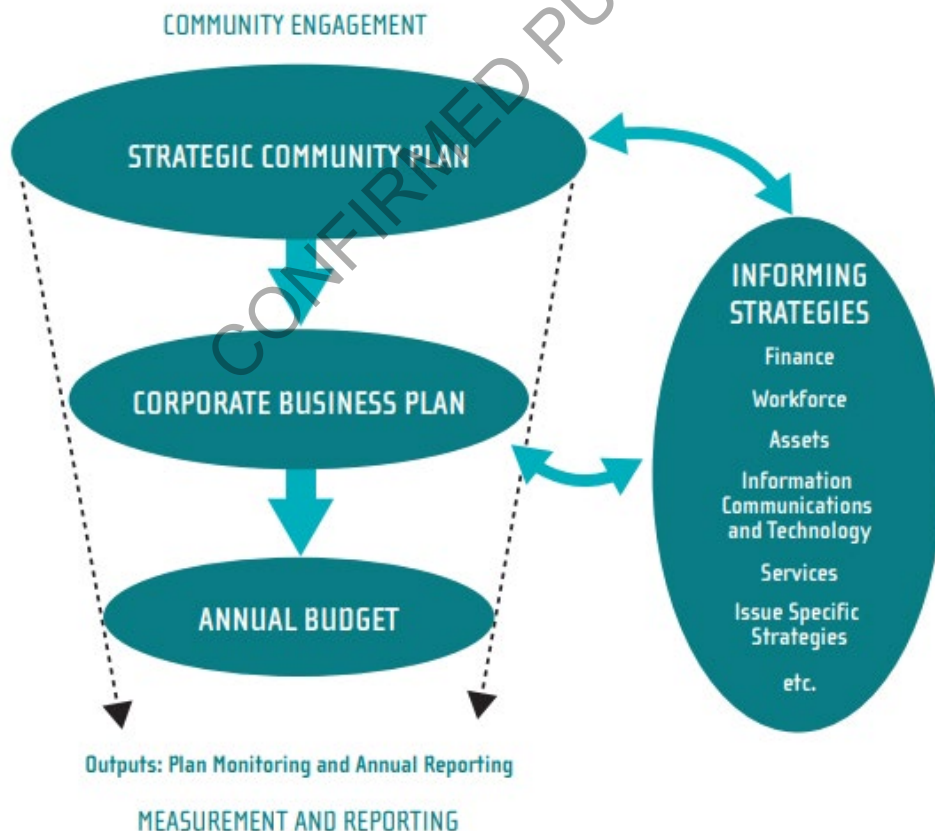 COMMUNITY ENGAGEMENT
STRATEGIC COMMUNITY PLAN
CORPORATE BUSINESS PLAN
ANNUAL BUDGET
INFORMING
STRATEGIES
Finance
Workforce
Assets
Information
Communications
and Technology
Services
Issue Specific
Strategies
etc.
Outputs: Plan Monitoring and Annual Reporting
MEASUREMENT AND REPORTING
CONFIRMED PU